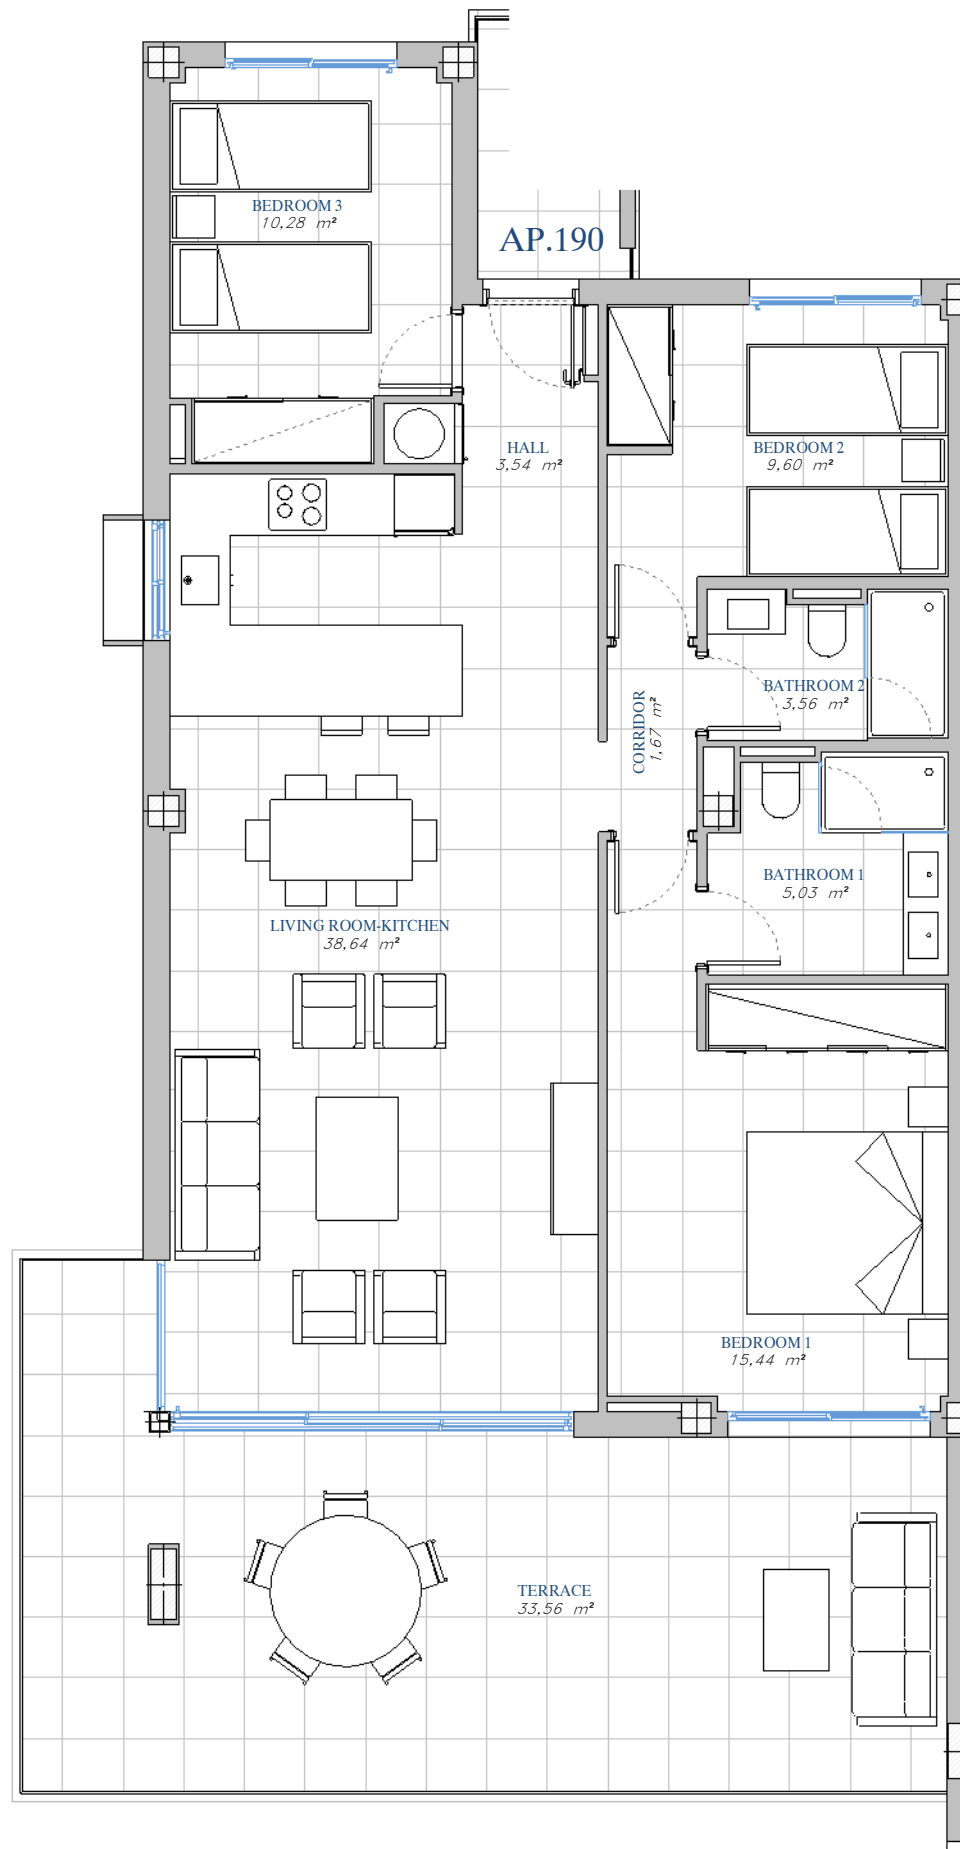 BEDROOM 3
10,28 m²
AP.190
HALL
3,54 m²
BEDROOM 2
9,60 m²
BATHROOM 2
3,56 m²
CORRIDOR
1,67 m²
BATHROOM 1
5,03 m²
LIVING ROOM-KITCHEN
38,64 m²
BEDROOM 1
15,44 m²
TERRACE
33,56 m²